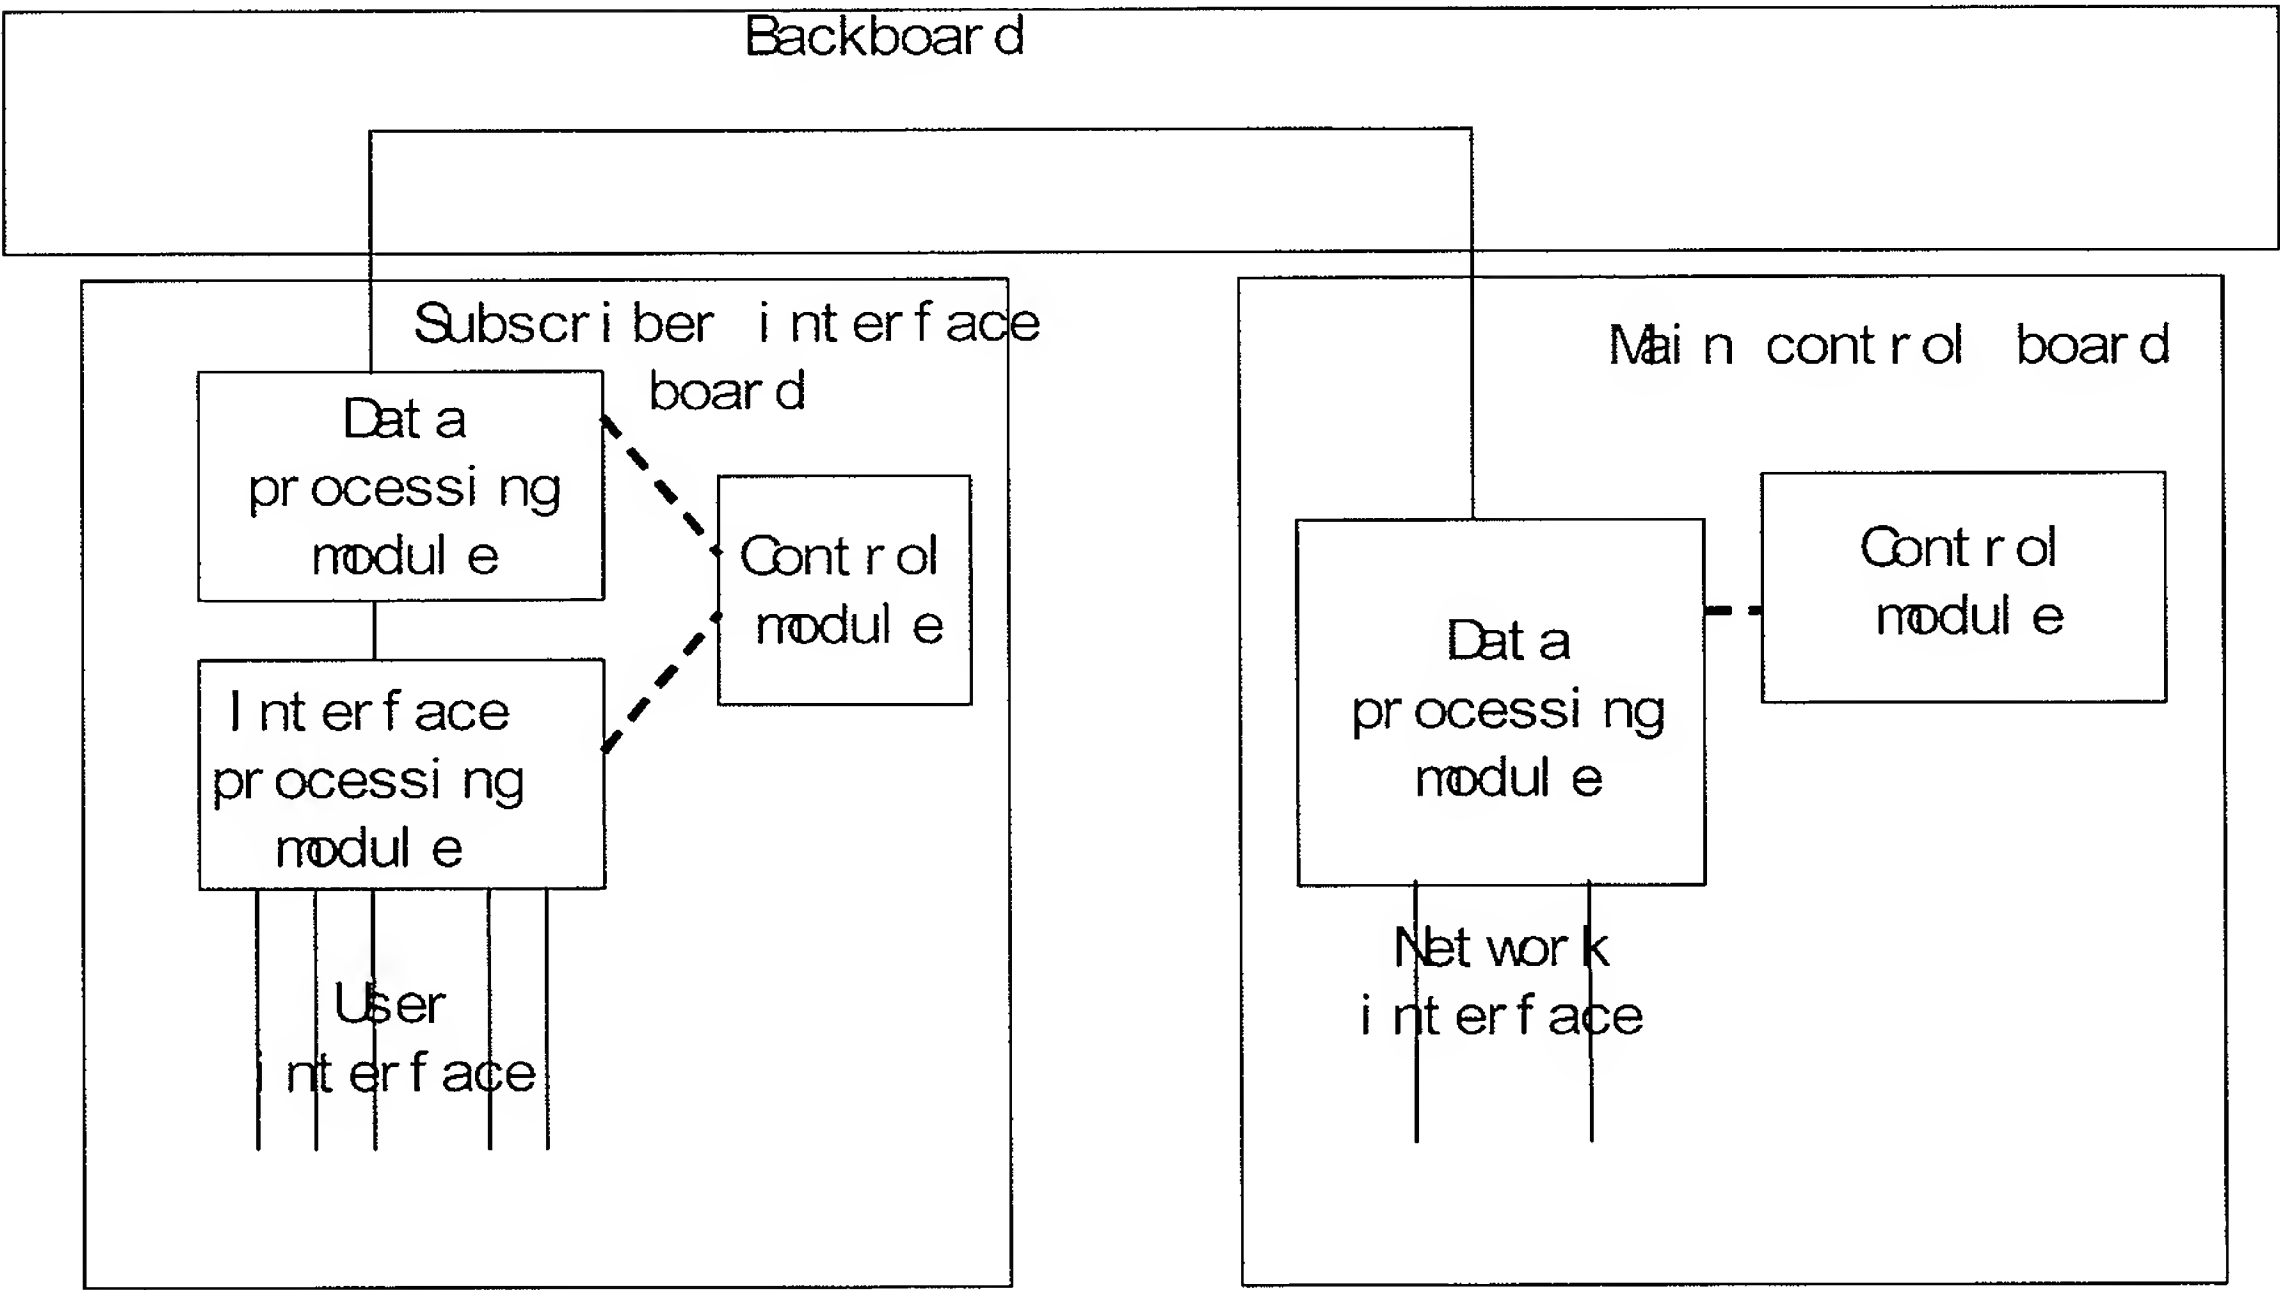 Backboard
Subscriber interface
board
Data
processing
module
Control
module
Interface
processing
module
User
interface
Main control board
Control
module
Data
processing
module
Network
interface